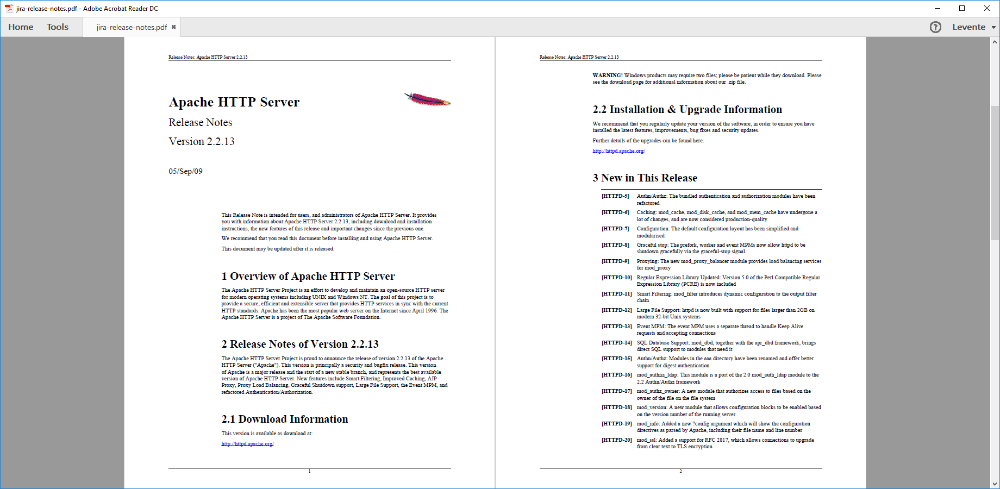 jira-release-notes.pdf - Adobe Acrobat Reader DC
Home Tools jira-release-notes.pdf Levente
Release Notes: Apache HTTP Server 2.2.13
Apache HTTP Server
Release Notes
Version 2.2.13
05/Sep/09
This Release Note is intended for users, and administrators of Apache HTTP Server. It provides
you with information about Apache HTTP Server 2.2.13, including download and installation
instructions, the new features of this release and important changes since the previous one.
We recommend that you read this document before installing and using Apache HTTP Server.
This document may be updated after it is released.
1 Overview of Apache HTTP Server
The Apache HTTP Server Project is an effort to develop and maintain an open-source HTTP server
for modern operating systems including UNIX and Windows NT. The goal of this project is to
provide a secure, efficient and extensible server that provides HTTP services in sync with the current
HTTP standards. Apache has been the most popular web server on the Internet since April 1996. The
Apache HTTP Server is a project of The Apache Software Foundation.
2 Release Notes of Version 2.2.13
The Apache HTTP Server Project is proud to announce the release of version 2.2.13 of the Apache
HTTP Server ("Apache"). This version is principally a security and bugfix release. This version
of Apache is a major release and the start of a new stable branch, and represents the best available
version of Apache HTTP Server. New features include Smart Filtering, Improved Caching, AJP
Proxy, Proxy Load Balancing, Graceful Shutdown support, Large File Support, the Event MPM, and
refactored Authentication/Authorization.
2.1 Download Information
This version is available as download at:
http://httpd.apache.org/
1
Release Notes: Apache HTTP Server 2.2.13
WARNING! Windows products may require two files; please be patient while they download. Please
see the download page for additional information about our .zip file.
2.2 Installation & Upgrade Information
We recommend that you regularly update your version of the software, in order to ensure you have
installed the latest features, improvements, bug fixes and security updates.
Further details of the upgrades can be found here:
http://httpd.apache.org/
3 New in This Release
[HTTPD-5] Authn/Authz: The bundled authentication and authorization modules have been
refactored
[HTTPD-6] Caching: mod_cache, mod_disk_cache, and mod_mem_cache have undergone a
lot of changes, and are now considered production-quality
[HTTPD-7] Configuration: The default configuration layout has been simplified and
modularised
[HTTPD-8] Graceful stop: The prefork, worker and event MPMs now allow httpd to be
shutdown gracefully via the graceful-stop signal
[HTTPD-9] Proxying: The new mod_proxy_balancer module provides load balancing services
for mod_proxy
[HTTPD-10] Regular Expression Library Updated: Version 5.0 of the Perl Compatible Regular
Expression Library (PCRE) is now included
[HTTPD-11] Smart Filtering: mod_filter introduces dynamic configuration to the output filter
chain
[HTTPD-12] Large File Support: httpd is now built with support for files larger than 2GB on
modern 32-bit Unix systems
[HTTPD-13] Event MPM: The event MPM uses a separate thread to handle Keep Alive
requests and accepting connections
[HTTPD-14] SQL Database Support: mod_dbd, together with the apr_dbd framework, brings
direct SQL support to modules that need it
[HTTPD-15] Authn/Authz: Modules in the aaa directory have been renamed and offer better
support for digest authentication
[HTTPD-16] mod_authnz_ldap: This module is a port of the 2.0 mod_auth_ldap module to the
2.2 Authn/Authz framework
[HTTPD-17] mod_authz_owner: A new module that authorizes access to files based on the
owner of the file on the file system
[HTTPD-18] mod_version: A new module that allows configuration blocks to be enabled based
on the version number of the running server
[HTTPD-19] mod_info: Added a new ?config argument which will show the configuration
directives as parsed by Apache, including their file name and line number
[HTTPD-20] mod_ssl: Added a support for RFC 2817, which allows connections to upgrade
from clear text to TLS encryption
2